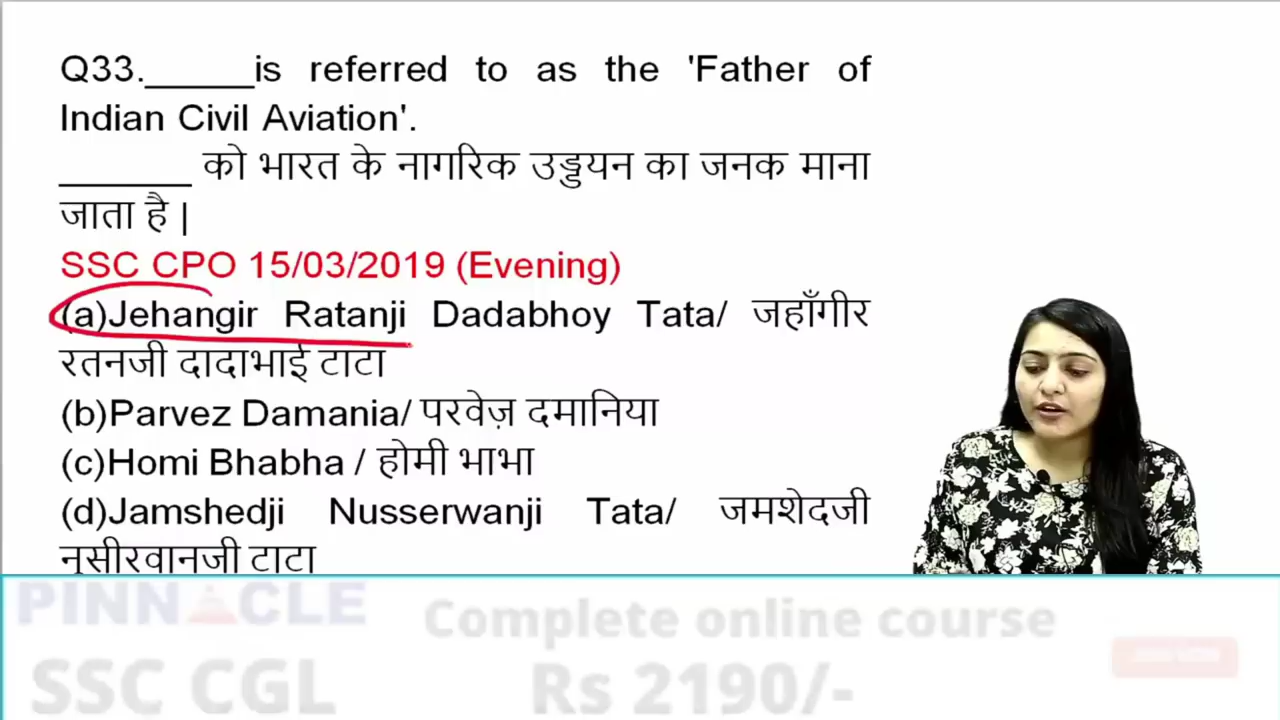 Q33._____is referred to as the 'Father of
Indian Civil Aviation'.
______ को भारत के नागरिक उड्डयन का जनक माना
जाता है |
SSC CPO 15/03/2019 (Evening)
(a)Jehangir Ratanji Dadabhoy Tata/ जहाँगीर
रतनजी दादाभाई टाटा
(b)Parvez Damania/ परवेज़ दमानिया
(c)Homi Bhabha / होमी भाभा
(d)Jamshedji Nusserwanji Tata/ जमशेदजी
नुसीरवानजी टाटा
PINNACLE
Complete online course
SSC CGL
Rs 2190/-